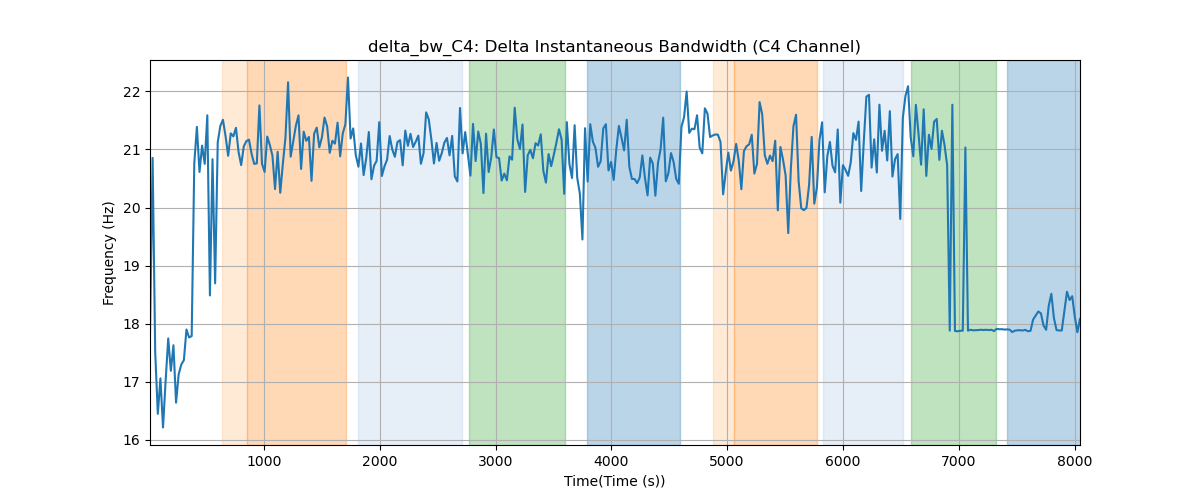 delta_bw_C4: Delta Instantaneous Bandwidth (C4 Channel)
Frequency (Hz)
22
21
20
19
18
17
16
1000 2000 3000 4000 5000 6000 7000 8000
Time(Time (s))